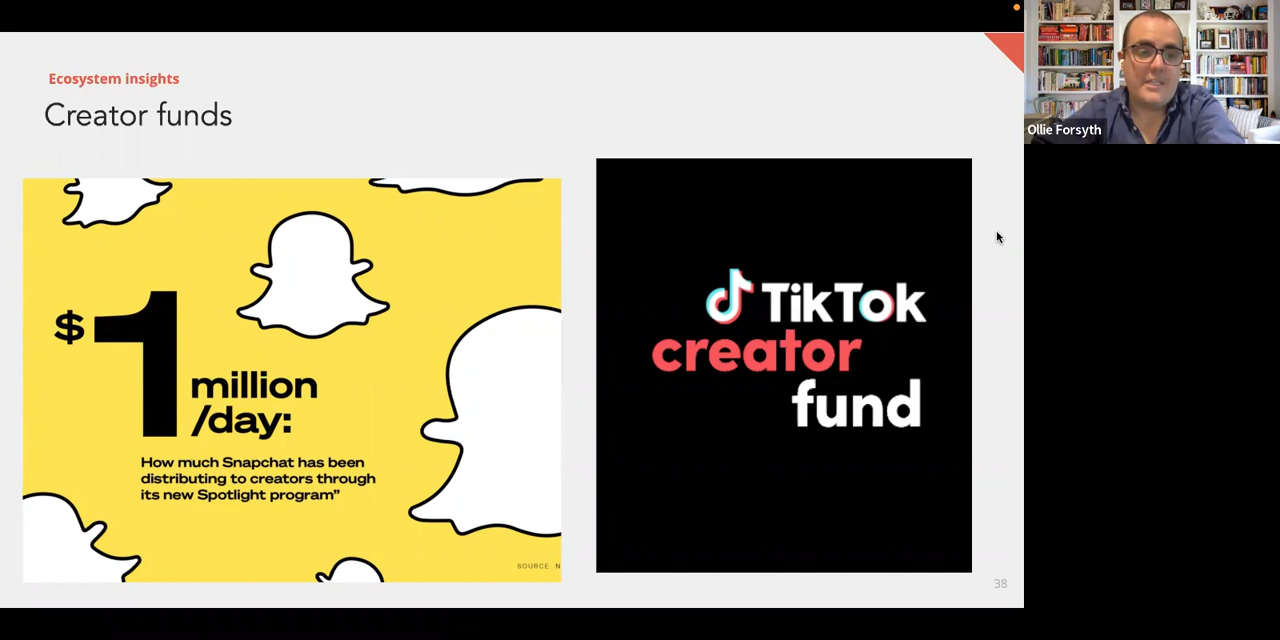 Ecosystem insights
Creator funds
$1
million
/day:
How much Snapchat has been
distributing to creators through
its new Spotlight program”
SOURCE N
TikTok
creator
fund
38
Ollie Forsyth